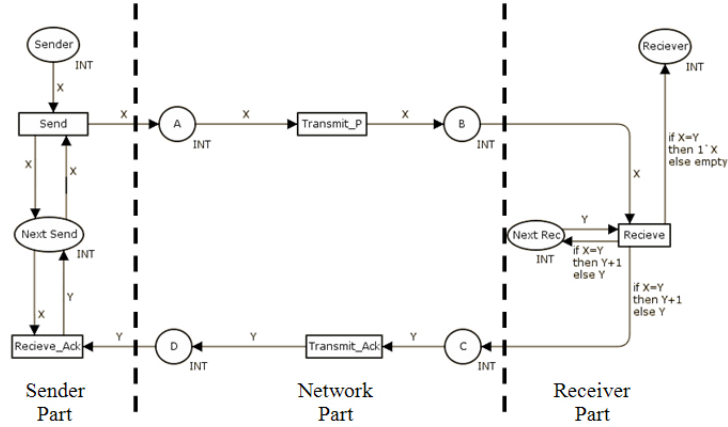 Sender
INT
X
Send
X
X
X
Next Send
INT
X
Y
Recieve_Ack
Y
A
INT
X
Transmit_P
X
B
INT
X
Reciever
INT
if X=Y
then 1`X
else empty
Next Rec
INT
Y
Recieve
if X=Y
then Y+1
else Y
if X=Y
then Y+1
else Y
D
INT
Y
Transmit_Ack
Y
C
INT
Sender
Part
Network
Part
Receiver
Part